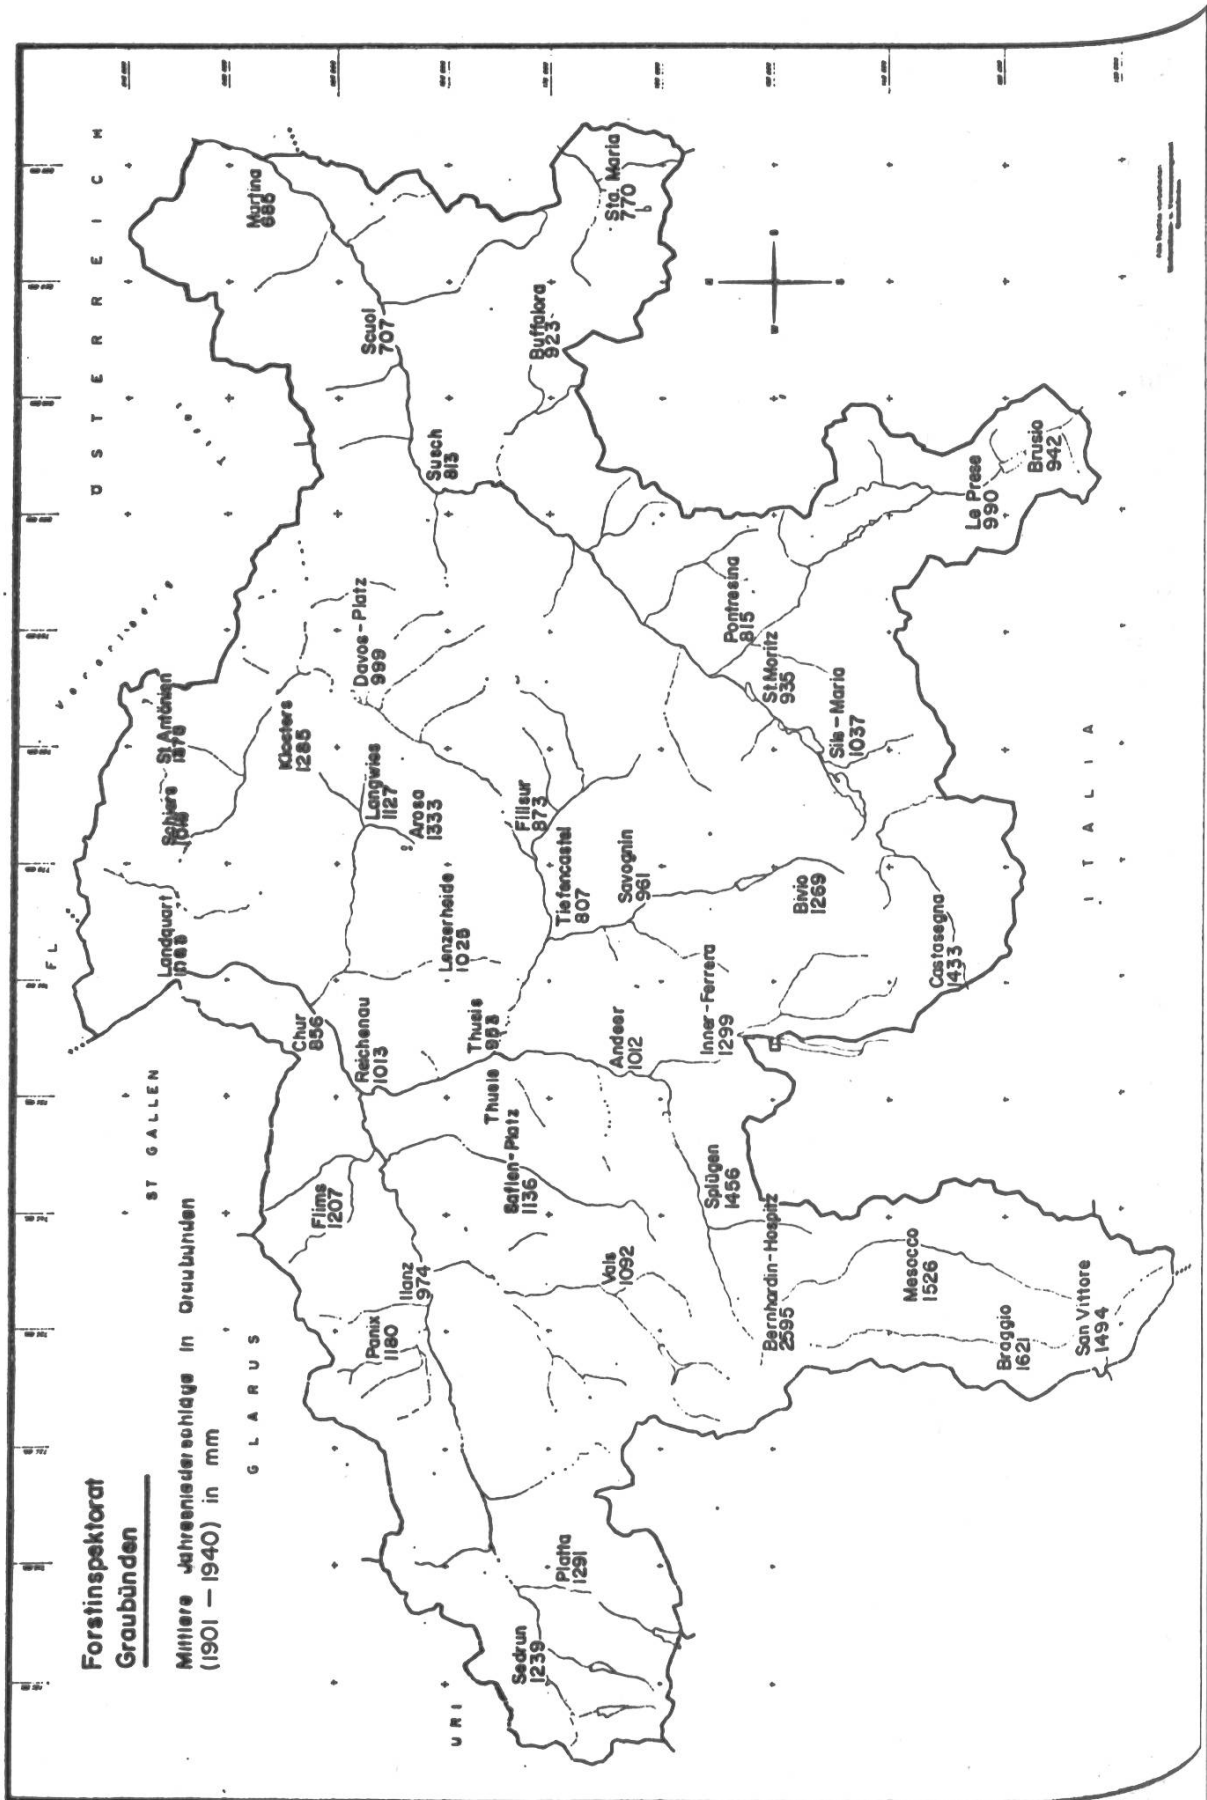 Forstinspektorat
Graubünden
Mittlere Jahresniederschläge in Graubünden
(1901 — 1940) in mm
ÖSTERREICH
FL
ST GALLEN
GLARUS
URI
ITALIA
Tirol
Vorarlberg
Sedrun
1239
Platta
1291
Panix
1180
Ilanz
974
Flims
1207
Vals
1092
Safien-Platz
1136
Thusis
Thusis
Reichenau
1013
Chur
856
Landquart
Schiers
St. Antönien
Klosters
1285
Langwies
1127
Arosa
1333
Davos-Platz
999
Lenzerheide
1025
Filisur
873
Tiefencastel
807
Savognin
961
Andeer
1012
Inner-Ferrera
1299
Splügen
1456
Bernhardin-Hospitz
2595
Mesocco
1526
Braggio
1621
San Vittore
1494
Bivio
1269
Castasegna
1433
Sils-Maria
1037
St.Moritz
935
Pontresina
815
Le Prese
990
Brusio
942
Susch
813
Scuol
707
Buffalora
923
Martina
685
Sta. Maria
770
N